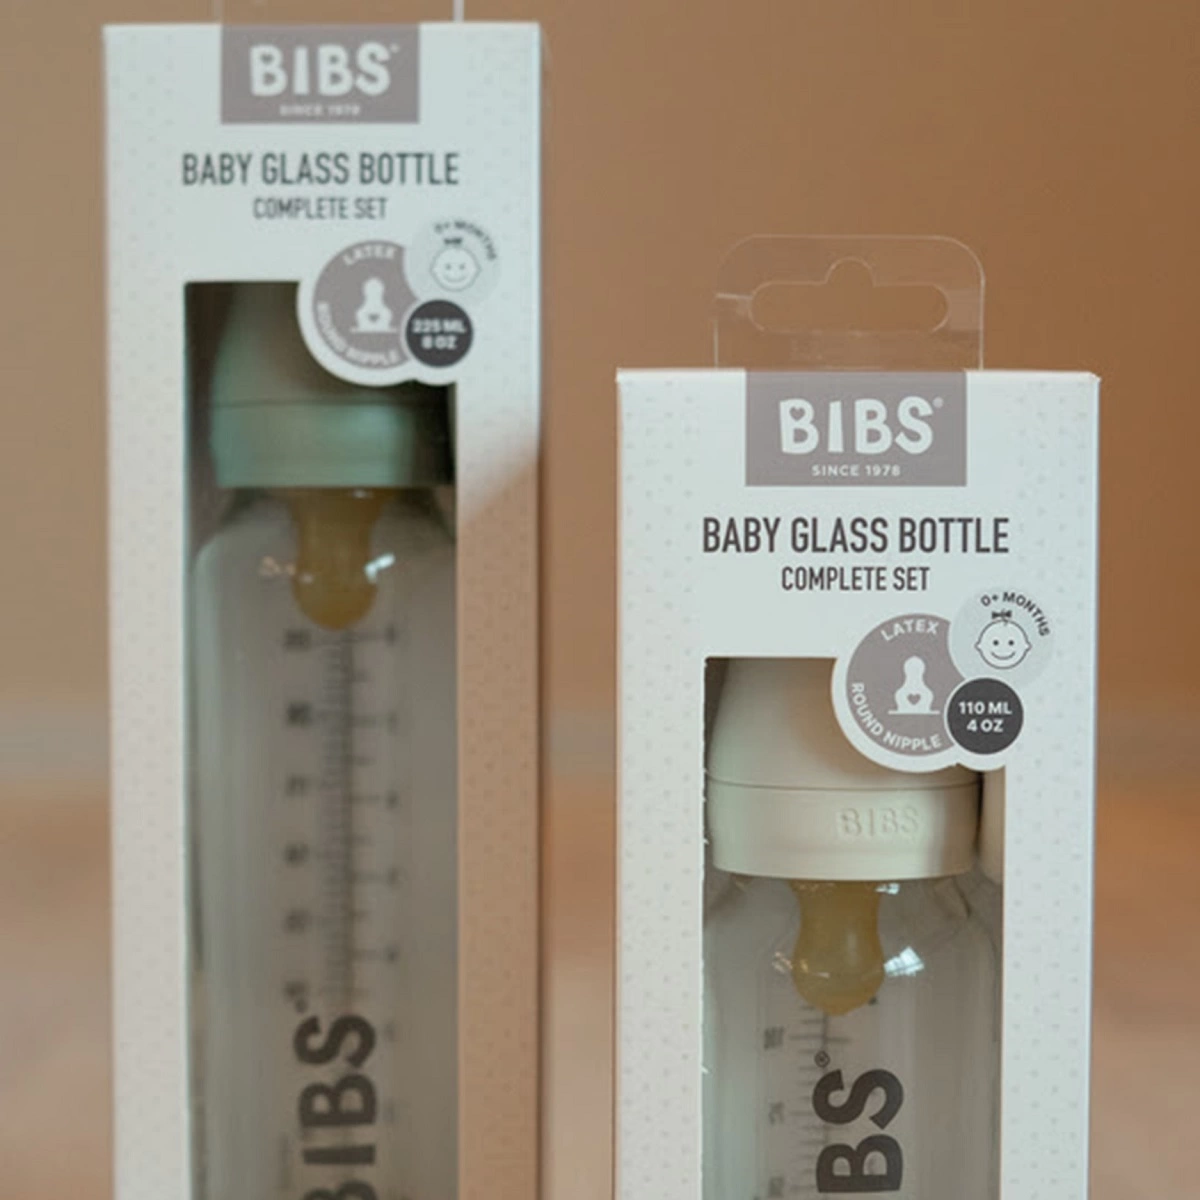 BIBS®
SINCE 1978
BABY GLASS BOTTLE
COMPLETE SET
0+ MONTHS
LATEX
ROUND NIPPLE
225 ML
8 OZ
BIBS
BIBS®
SINCE 1978
BABY GLASS BOTTLE
COMPLETE SET
0+ MONTHS
LATEX
ROUND NIPPLE
110 ML
4 OZ
BIBS
BS®